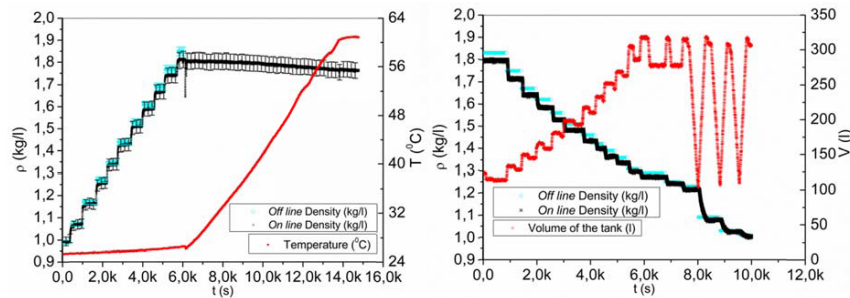 2,0
1,9
1,8
1,7
1,6
1,5
1,4
1,3
1,2
1,1
1,0
0,9
ρ (kg/l)
Off line Density (kg/l)
On line Density (kg/l)
Temperature (⁰C)
64
56
48
40
32
24
T (⁰C)
0,0 2,0k 4,0k 6,0k 8,0k 10,0k 12,0k 14,0k 16,0k
t (s)
2,0
1,9
1,8
1,7
1,6
1,5
1,4
1,3
1,2
1,1
1,0
0,9
ρ (kg/l)
Off line Density (kg/l)
On line Density (kg/l)
Volume of the tank (l)
350
300
250
200
150
100
50
0
V (l)
0,0 2,0k 4,0k 6,0k 8,0k 10,0k 12,0k
t (s)